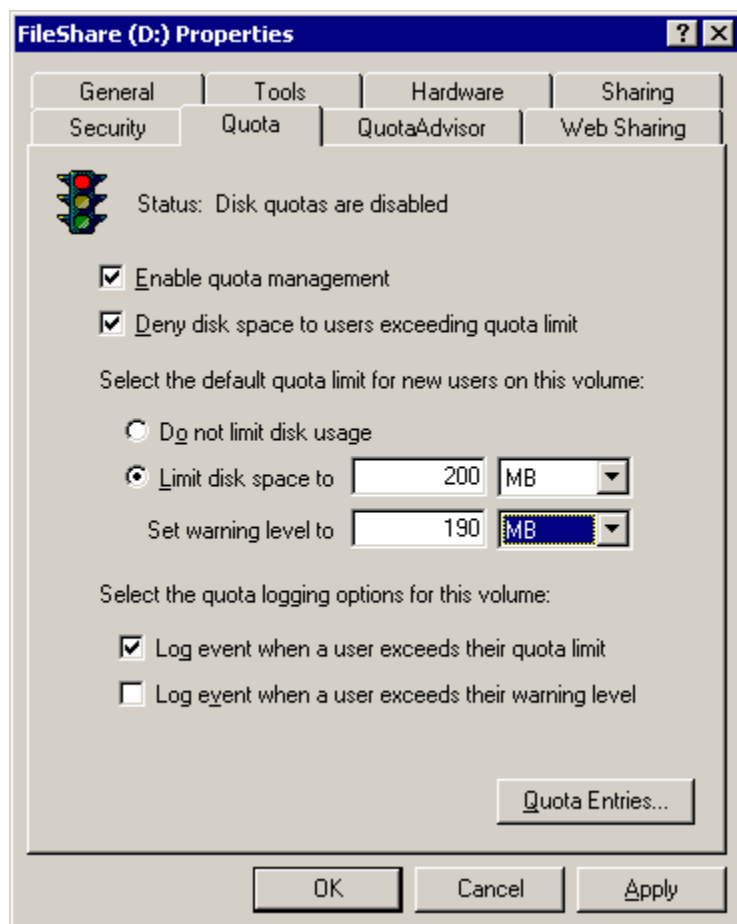 FileShare (D:) Properties
General Tools Hardware Sharing
Security Quota QuotaAdvisor Web Sharing
Status: Disk quotas are disabled
Enable quota management
Deny disk space to users exceeding quota limit
Select the default quota limit for new users on this volume:
Do not limit disk usage
Limit disk space to 200 MB
Set warning level to 190 MB
Select the quota logging options for this volume:
Log event when a user exceeds their quota limit
Log event when a user exceeds their warning level
Quota Entries...
OK Cancel Apply